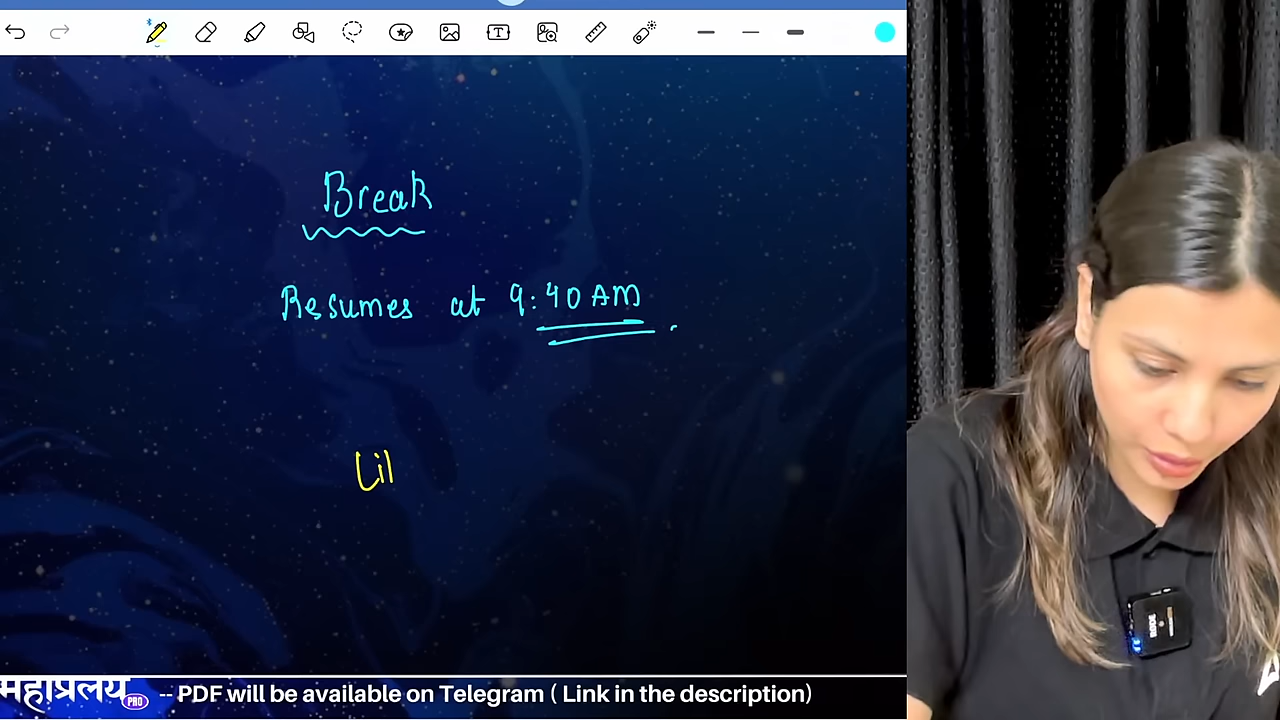 Break
Resumes at 9:40 AM.
Lil
महाप्रलय PRO -- PDF will be available on Telegram ( Link in the description)
RODE